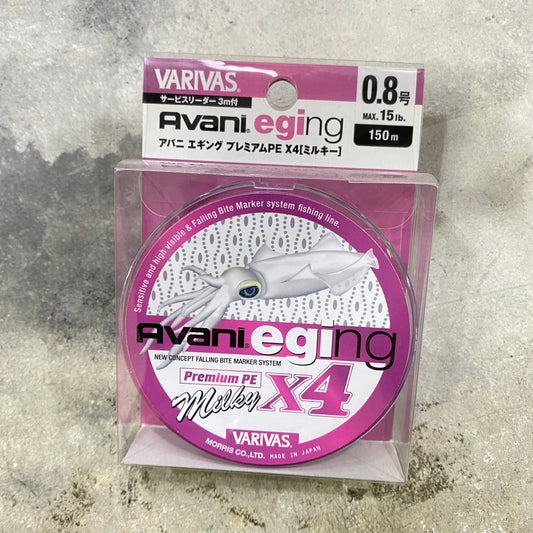 VARIVAS®
サービスリーダー 3m付
Avani® eging
アバニ エギング プレミアムPE X4[ミルキー]
0.8号
MAX. 15lb.
150m
Sensitive and high visible & Falling Bite Marker system fishing line.
Avani® eging
NEW CONCEPT FALLING BITE MARKER SYSTEM
Premium PE
Milky X4
VARIVAS®
MORRIS CO.,LTD. MADE IN JAPAN